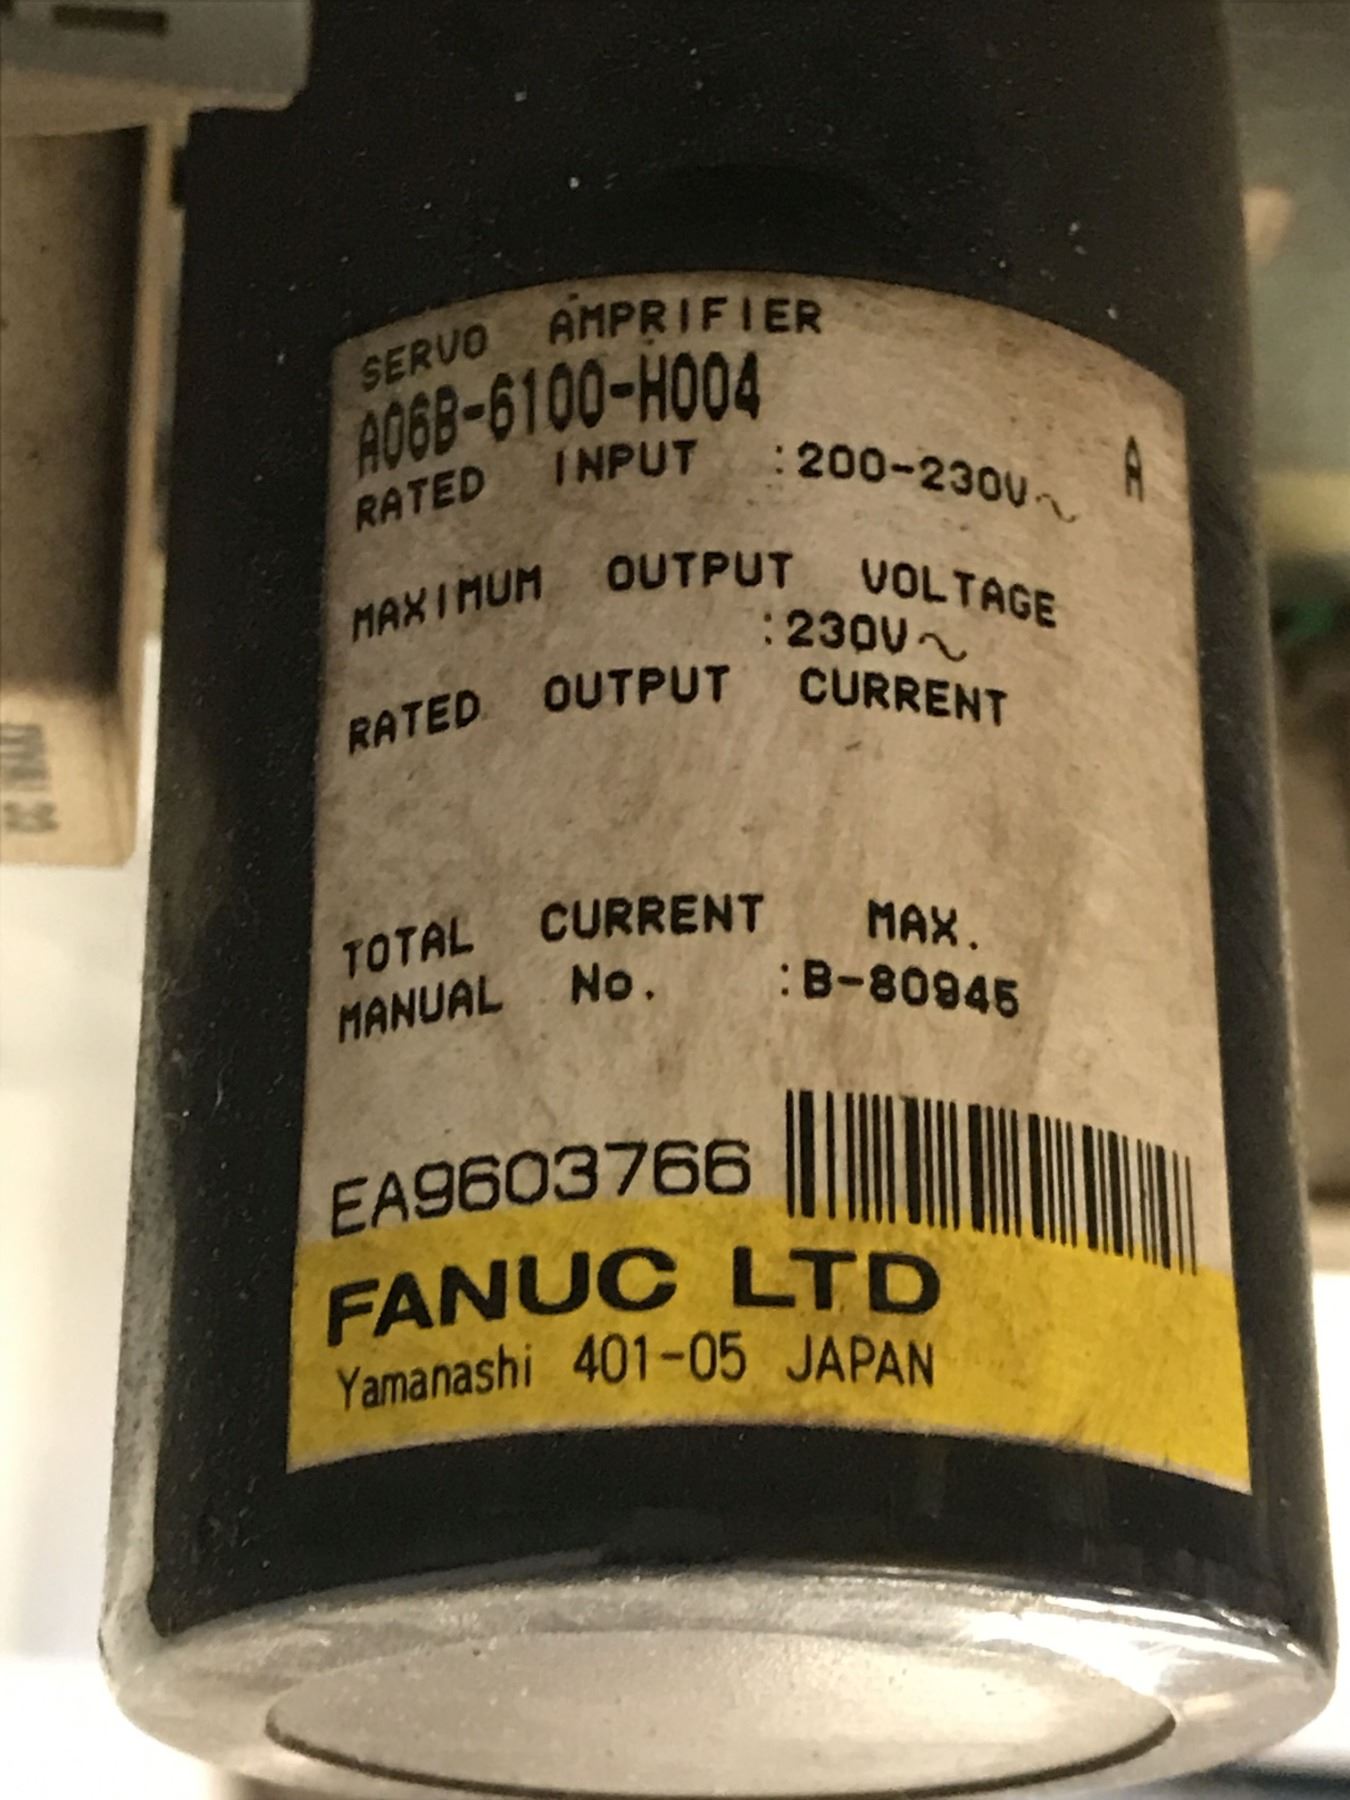 SERVO AMPRIFIER
A06B-6100-H004 A
RATED INPUT :200-230V~
MAXIMUM OUTPUT VOLTAGE
:230V~
RATED OUTPUT CURRENT
TOTAL CURRENT MAX.
MANUAL No. :B-80945
EA9603766
FANUC LTD
Yamanashi 401-05 JAPAN